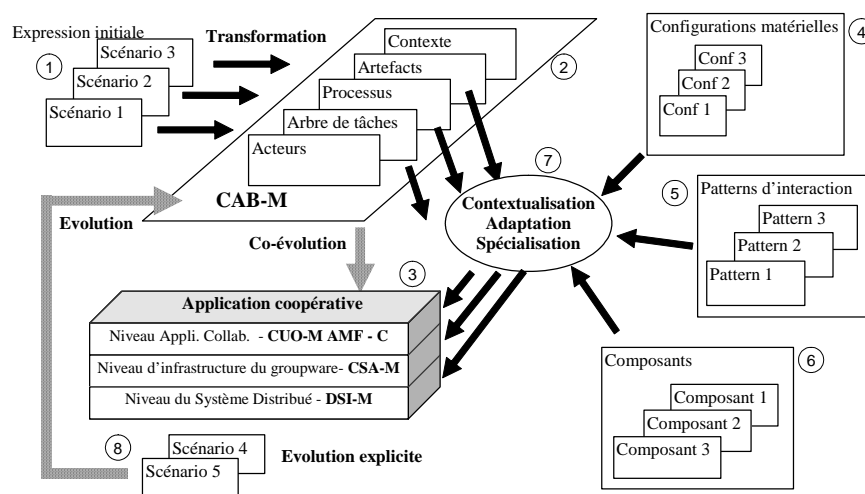 Expression initiale
1
Scénario 3
Scénario 2
Scénario 1
Transformation
Contexte
Artefacts
Processus
Arbre de tâches
Acteurs
CAB-M
2
Configurations matérielles
4
Conf 3
Conf 2
Conf 1
7
Contextualisation
Adaptation
Spécialisation
5
Patterns d'interaction
Pattern 3
Pattern 2
Pattern 1
Evolution
Co-évolution
3
Application coopérative
Niveau Appli. Collab. - CUO-M AMF - C
Niveau d'infrastructure du groupware- CSA-M
Niveau du Système Distribué - DSI-M
Composants
6
Composant 1
Composant 2
Composant 3
8
Scénario 4
Scénario 5
Evolution explicite